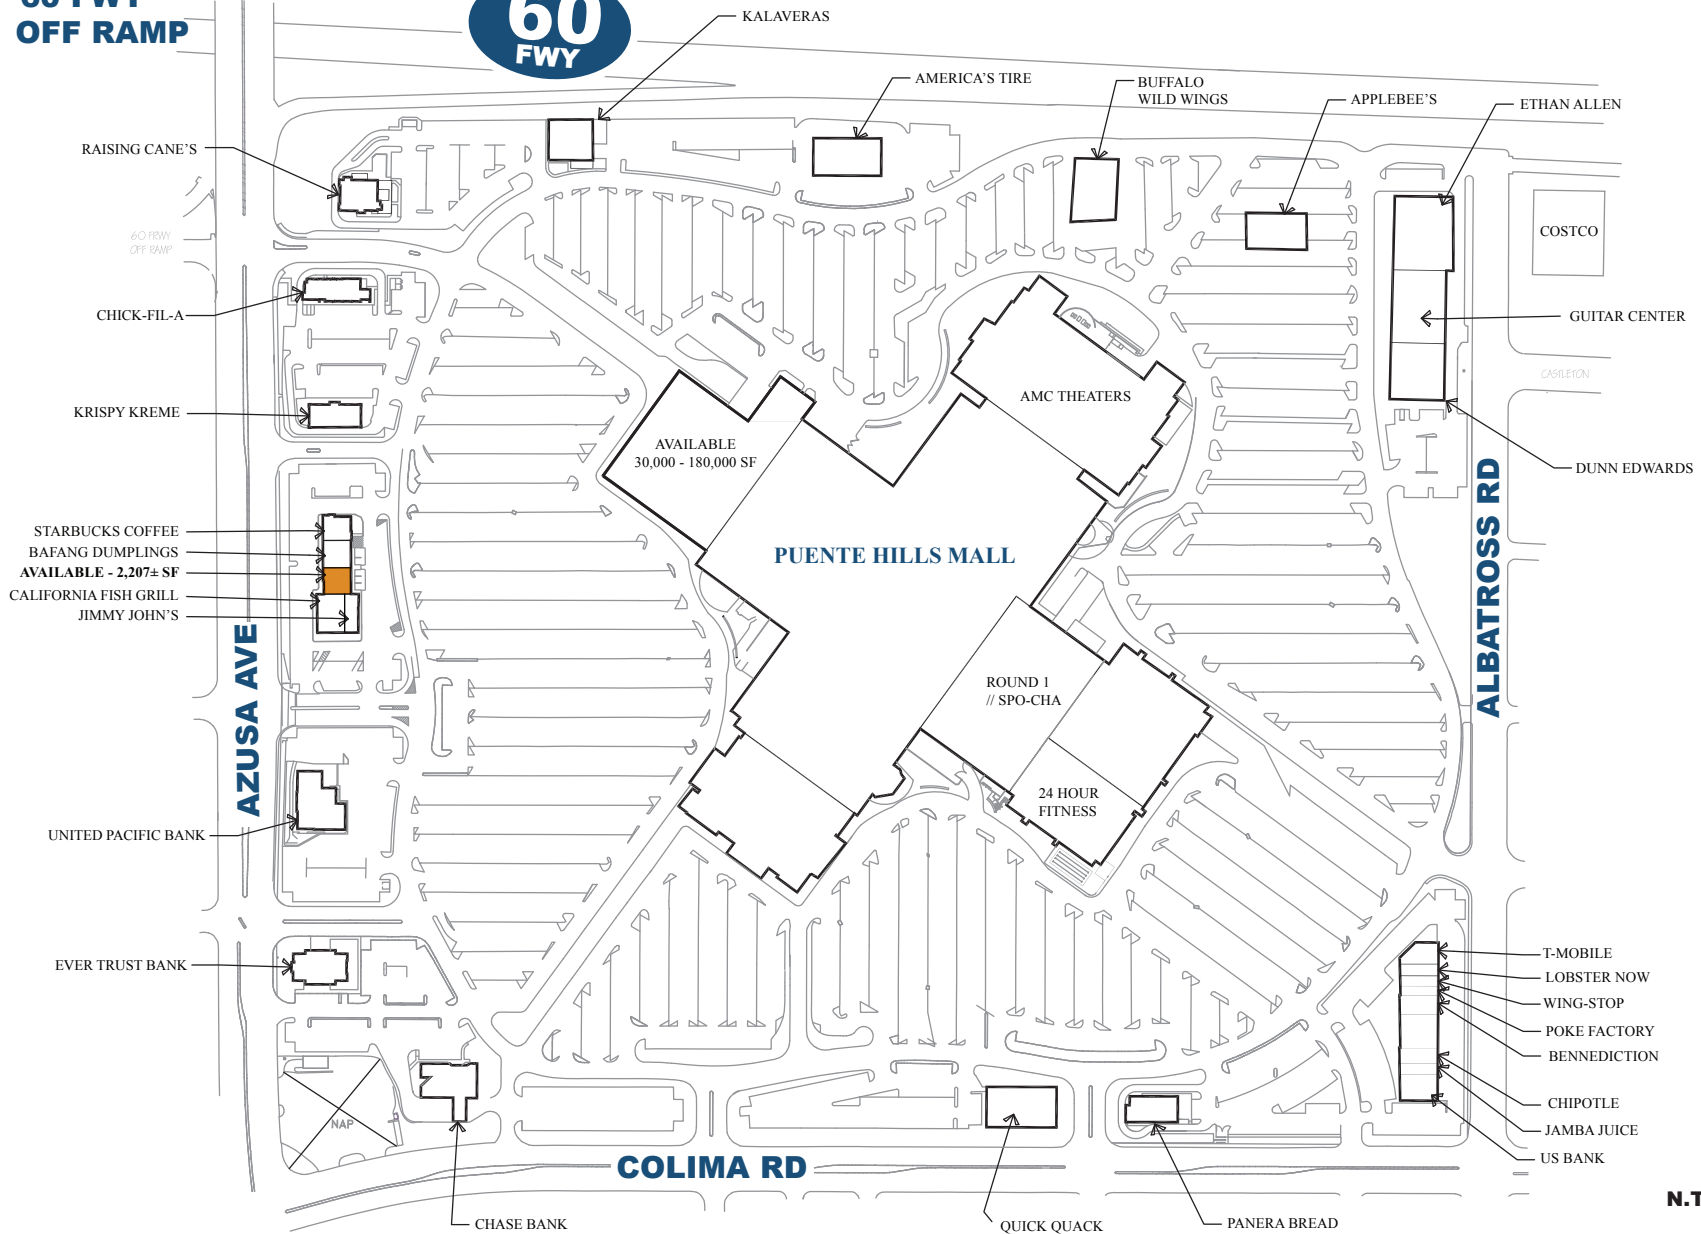 60 FWY
OFF RAMP
60
FWY
KALAVERAS
AMERICA'S TIRE
BUFFALO
WILD WINGS
APPLEBEE'S
ETHAN ALLEN
RAISING CANE'S
60 FRWY
OFF RAMP
COSTCO
CHICK-FIL-A
GUITAR CENTER
CASTLETON
KRISPY KREME
AMC THEATERS
AVAILABLE
30,000 - 180,000 SF
DUNN EDWARDS
STARBUCKS COFFEE
BAFANG DUMPLINGS
AVAILABLE - 2,207± SF
CALIFORNIA FISH GRILL
JIMMY JOHN'S
PUENTE HILLS MALL
ALBATROSS RD
AZUSA AVE
ROUND 1
// SPO-CHA
24 HOUR
FITNESS
UNITED PACIFIC BANK
EVER TRUST BANK
T-MOBILE
LOBSTER NOW
WING-STOP
POKE FACTORY
BENNEDICTION
CHIPOTLE
JAMBA JUICE
US BANK
NAP
COLIMA RD
CHASE BANK
QUICK QUACK
PANERA BREAD
N.T